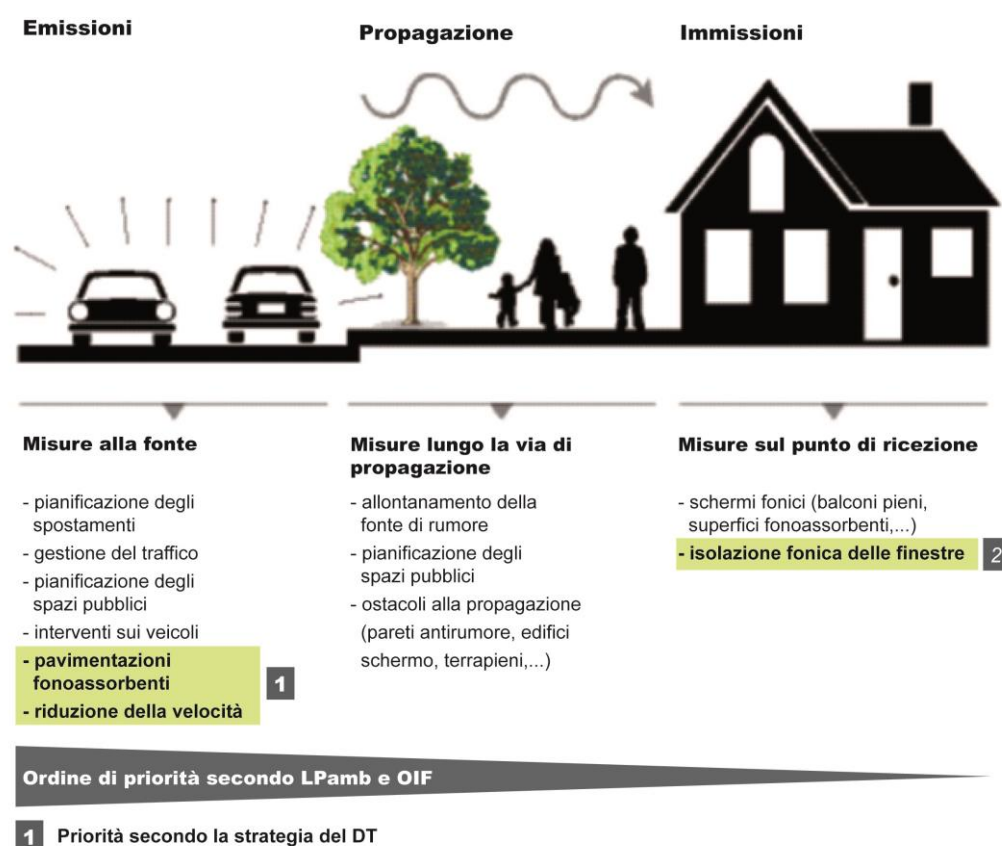 Emissioni
Propagazione
Immissioni
Misure alla fonte
- pianificazione degli
spostamenti
- gestione del traffico
- pianificazione degli
spazi pubblici
- interventi sui veicoli
- pavimentazioni
fonoassorbenti
- riduzione della velocità
1
Misure lungo la via di
propagazione
- allontanamento della
fonte di rumore
- pianificazione degli
spazi pubblici
- ostacoli alla propagazione
(pareti antirumore, edifici
schermo, terrapieni,...)
Misure sul punto di ricezione
- schermi fonici (balconi pieni,
superfici fonoassorbenti,...)
- isolazione fonica delle finestre
2
Ordine di priorità secondo LPamb e OIF
1 Priorità secondo la strategia del DT